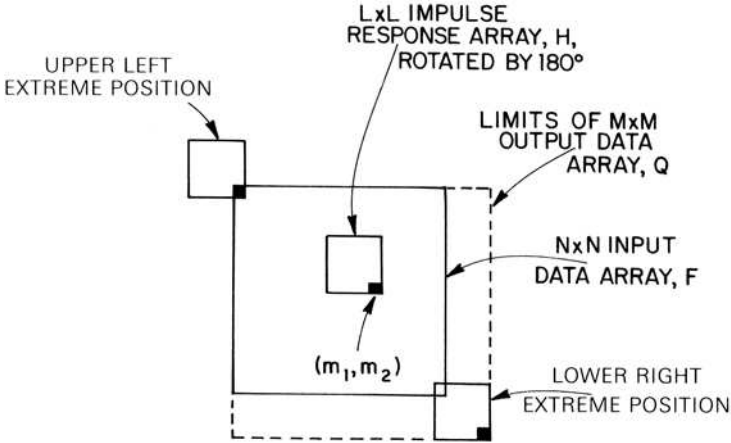 LxL IMPULSE
RESPONSE ARRAY, H,
ROTATED BY 180°
UPPER LEFT
EXTREME POSITION
LIMITS OF MxM
OUTPUT DATA
ARRAY, Q
NxN INPUT
DATA ARRAY, F
(m₁,m₂)
LOWER RIGHT
EXTREME POSITION